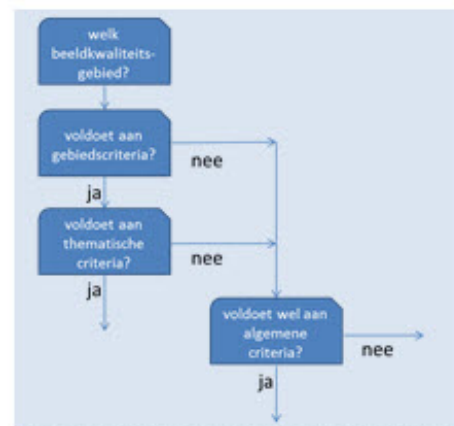 welk
beeldkwaliteits-
gebied?
voldoet aan
gebiedscriteria?
nee
ja
voldoet aan
thematische
criteria?
nee
ja
voldoet wel aan
algemene
criteria?
nee
ja